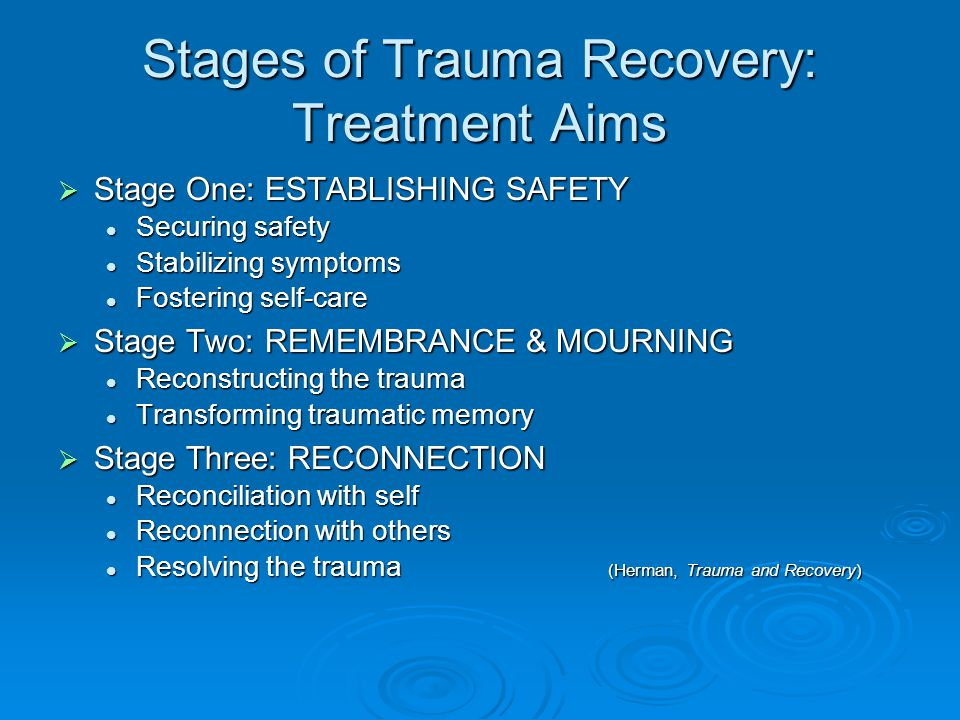 Stages of Trauma Recovery:
Treatment Aims
Stage One: ESTABLISHING SAFETY
Securing safety
Stabilizing symptoms
Fostering self-care
Stage Two: REMEMBRANCE & MOURNING
Reconstructing the trauma
Transforming traumatic memory
Stage Three: RECONNECTION
Reconciliation with self
Reconnection with others
Resolving the trauma (Herman, Trauma and Recovery)